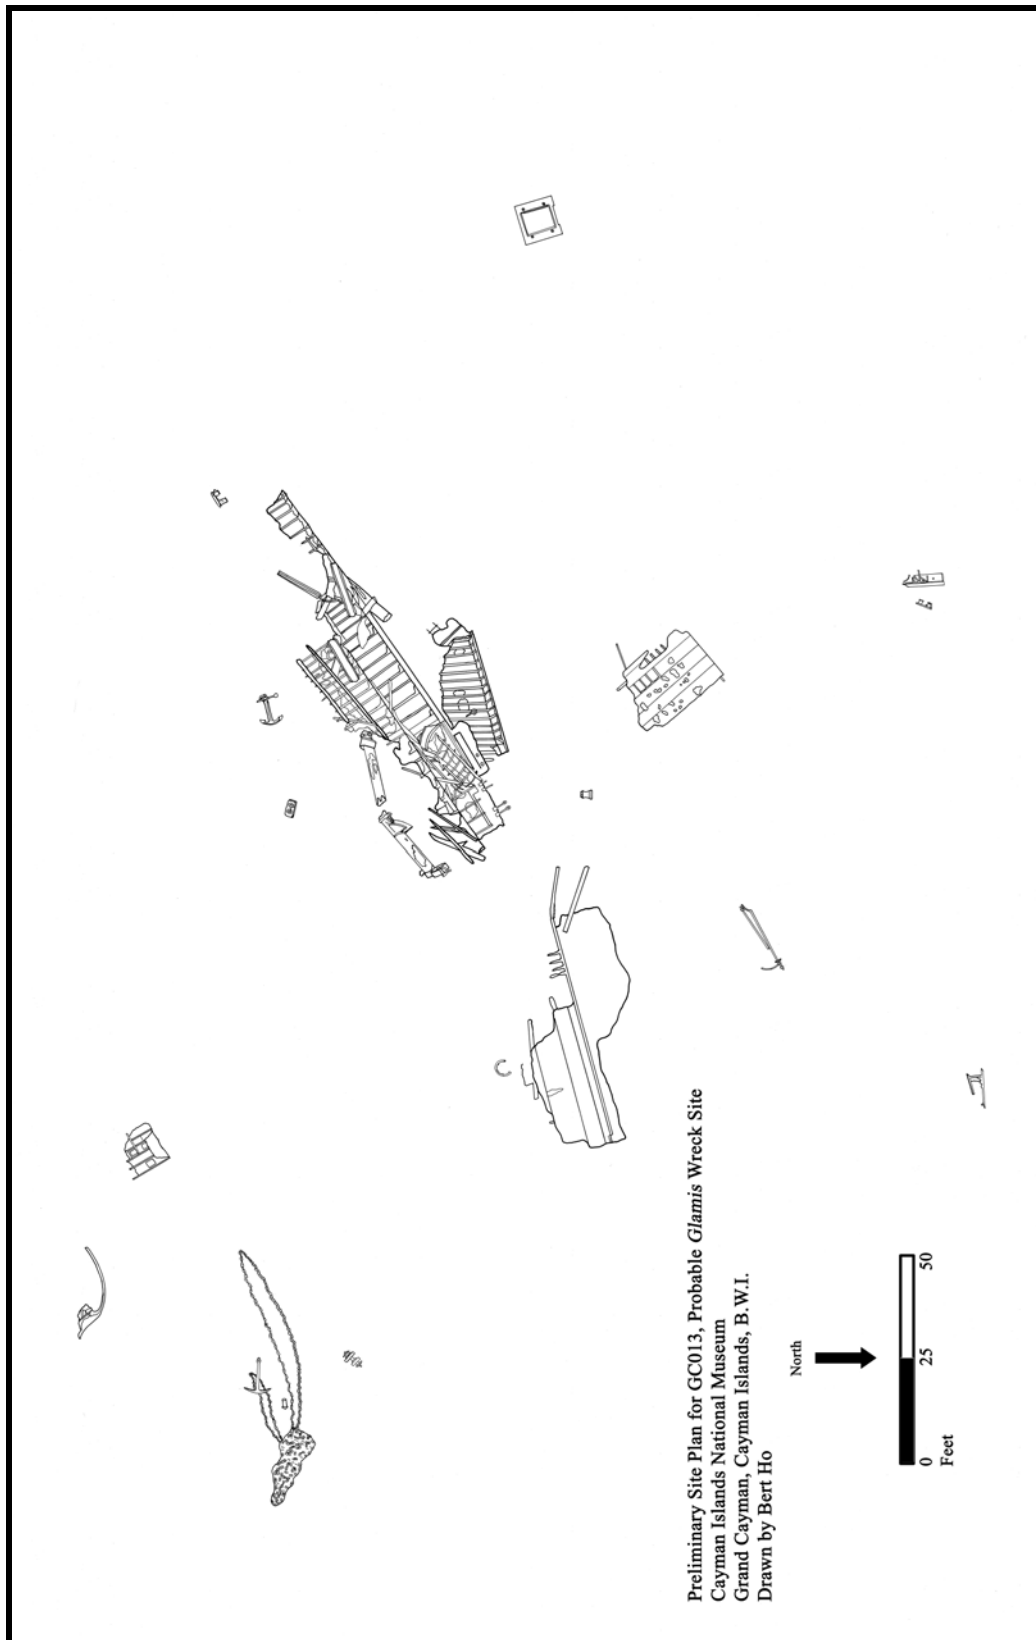 Preliminary Site Plan for GC013, Probable Glamis Wreck Site
Cayman Islands National Museum
Grand Cayman, Cayman Islands, B.W.I.
Drawn by Bert Ho
North
0 25 50
Feet